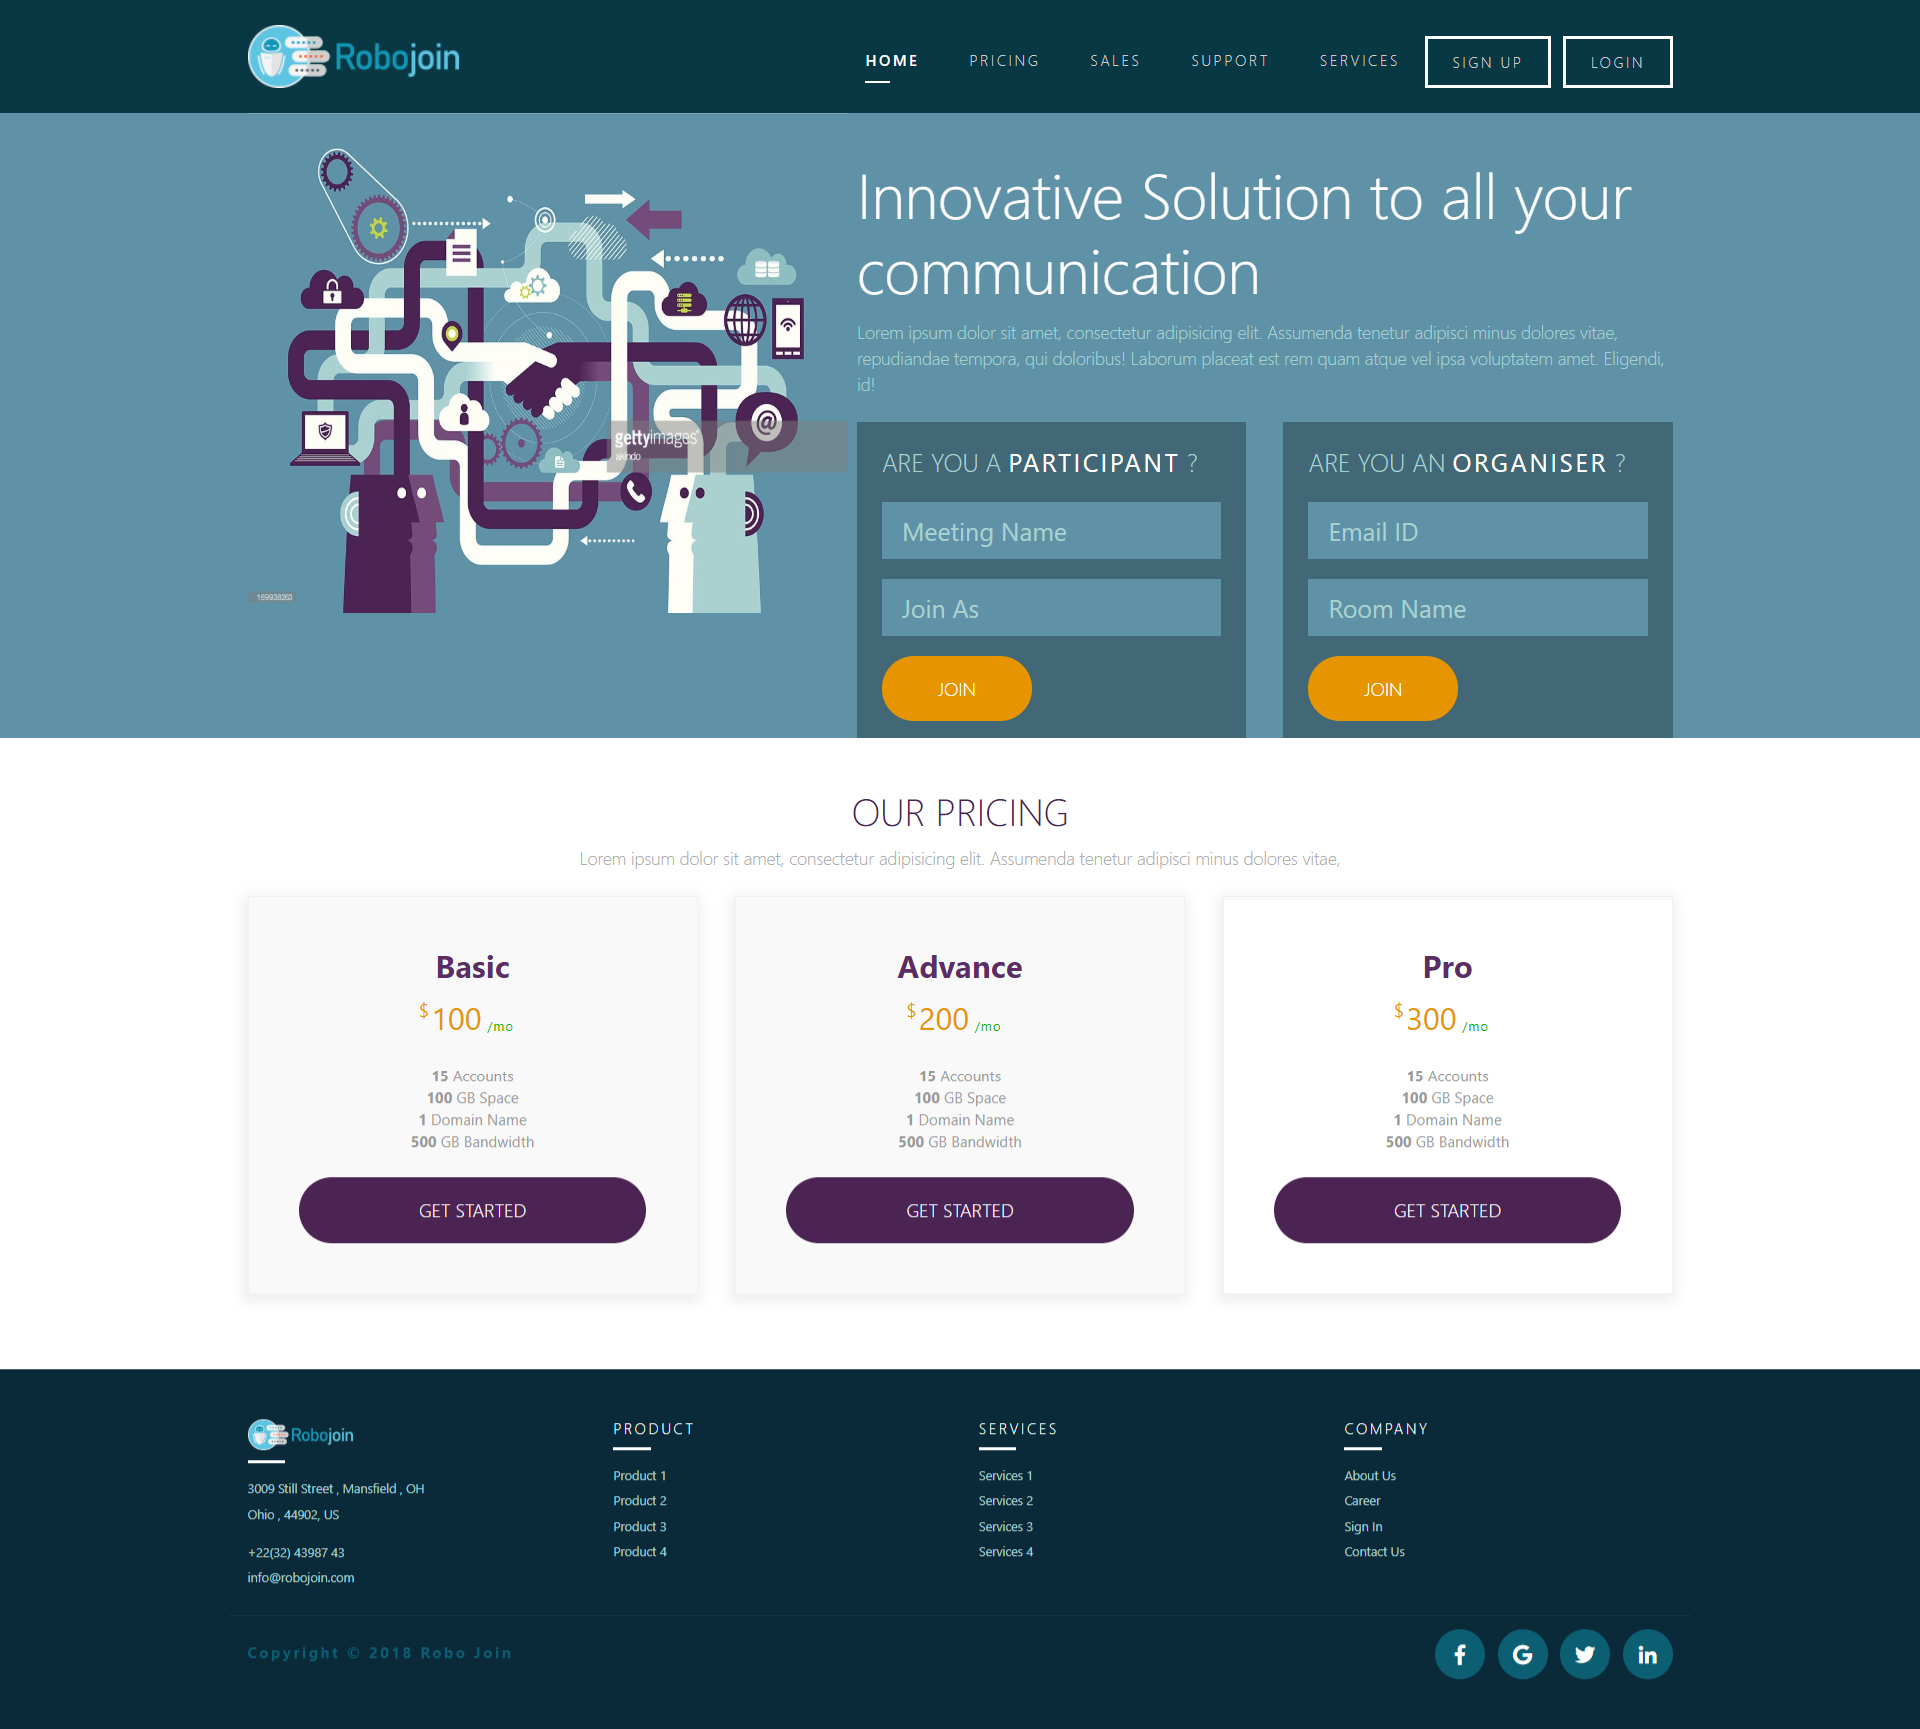 Robojoin
HOME PRICING SALES SUPPORT SERVICES SIGN UP LOGIN
Innovative Solution to all your
communication
Lorem ipsum dolor sit amet, consectetur adipisicing elit. Assumenda tenetur adipisci minus dolores vitae,
repudiandae tempora, qui doloribus! Laborum placeat est rem quam atque vel ipsa voluptatem amet. Eligendi,
id!
gettyimages®
akindo
169938263
ARE YOU A PARTICIPANT ?
Meeting Name
Join As
JOIN
ARE YOU AN ORGANISER ?
Email ID
Room Name
JOIN
OUR PRICING
Lorem ipsum dolor sit amet, consectetur adipisicing elit. Assumenda tenetur adipisci minus dolores vitae,
Basic
$100 /mo
15 Accounts
100 GB Space
1 Domain Name
500 GB Bandwidth
GET STARTED
Advance
$200 /mo
15 Accounts
100 GB Space
1 Domain Name
500 GB Bandwidth
GET STARTED
Pro
$300 /mo
15 Accounts
100 GB Space
1 Domain Name
500 GB Bandwidth
GET STARTED
Robojoin
3009 Still Street , Mansfield , OH
Ohio , 44902, US
+22(32) 43987 43
info@robojoin.com
PRODUCT
Product 1
Product 2
Product 3
Product 4
SERVICES
Services 1
Services 2
Services 3
Services 4
COMPANY
About Us
Career
Sign In
Contact Us
Copyright © 2018 Robo Join